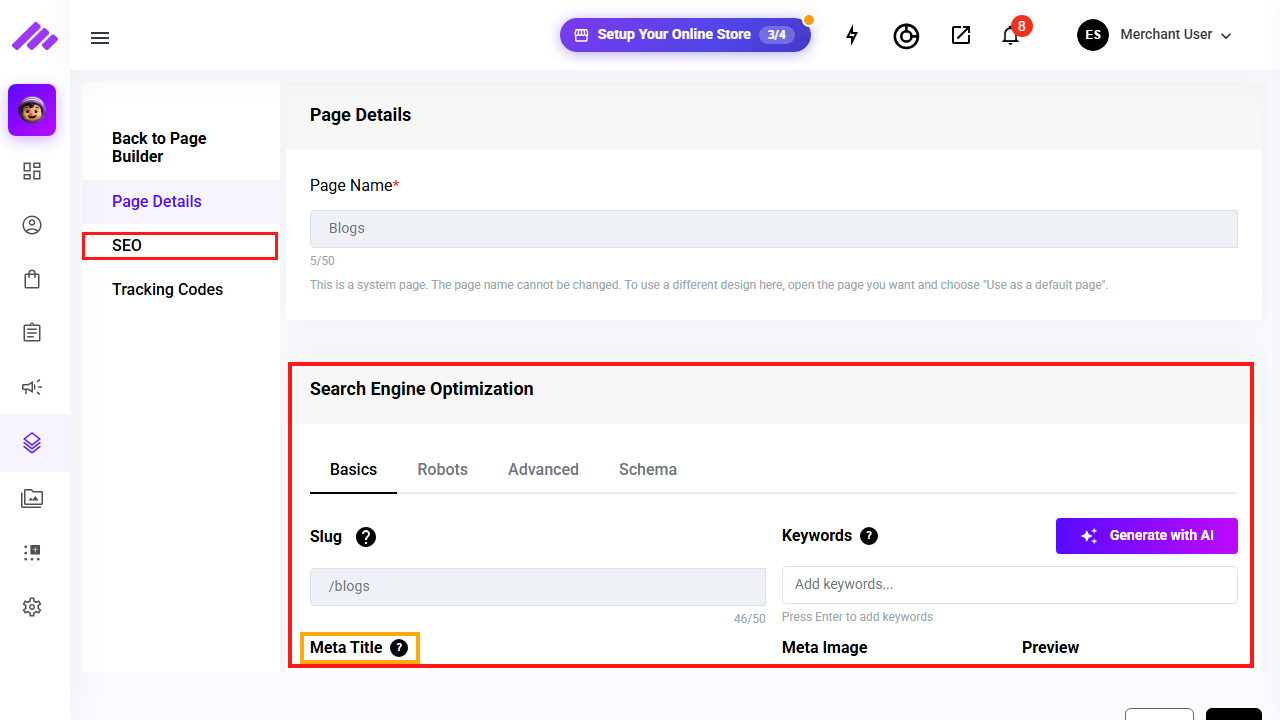 Setup Your Online Store 3/4
8
ES Merchant User
Back to Page
Builder
Page Details
SEO
Tracking Codes
Page Details
Page Name*
Blogs
5/50
This is a system page. The page name cannot be changed. To use a different design here, open the page you want and choose "Use as a default page".
Search Engine Optimization
Basics Robots Advanced Schema
Slug ?
/blogs
46/50
Keywords ?
Generate with AI
Add keywords...
Press Enter to add keywords
Meta Title ?
Meta Image
Preview